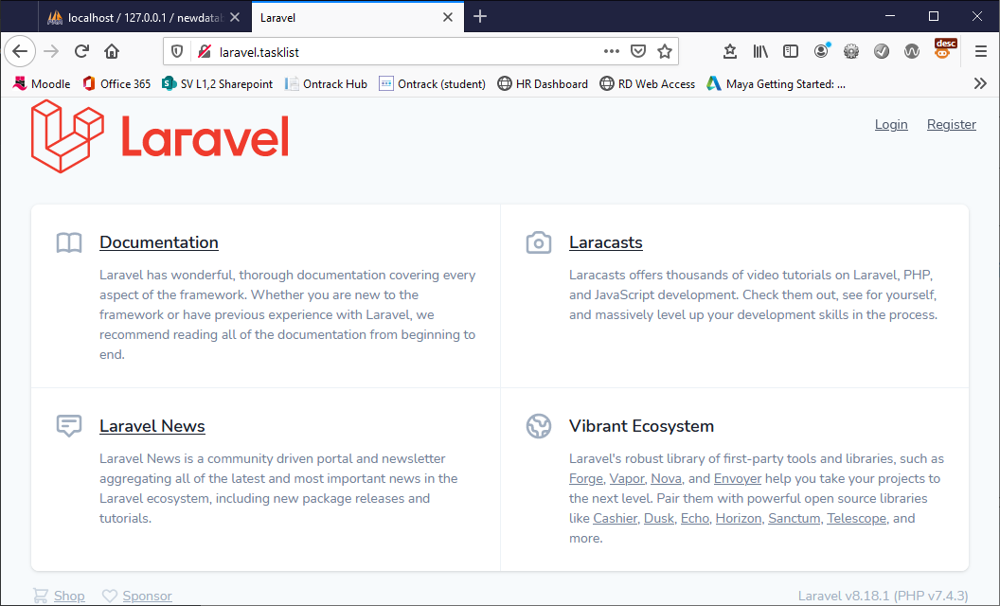 localhost / 127.0.0.1 / newdatab
Laravel
laravel.tasklist
desc
Moodle
Office 365
SV L1,2 Sharepoint
Ontrack Hub
Ontrack (student)
HR Dashboard
RD Web Access
Maya Getting Started: ...
Laravel
Login
Register
Documentation
Laravel has wonderful, thorough documentation covering every
aspect of the framework. Whether you are new to the
framework or have previous experience with Laravel, we
recommend reading all of the documentation from beginning to
end.
Laracasts
Laracasts offers thousands of video tutorials on Laravel, PHP,
and JavaScript development. Check them out, see for yourself,
and massively level up your development skills in the process.
Laravel News
Laravel News is a community driven portal and newsletter
aggregating all of the latest and most important news in the
Laravel ecosystem, including new package releases and
tutorials.
Vibrant Ecosystem
Laravel's robust library of first-party tools and libraries, such as
Forge, Vapor, Nova, and Envoyer help you take your projects to
the next level. Pair them with powerful open source libraries
like Cashier, Dusk, Echo, Horizon, Sanctum, Telescope, and
more.
Shop
Sponsor
Laravel v8.18.1 (PHP v7.4.3)